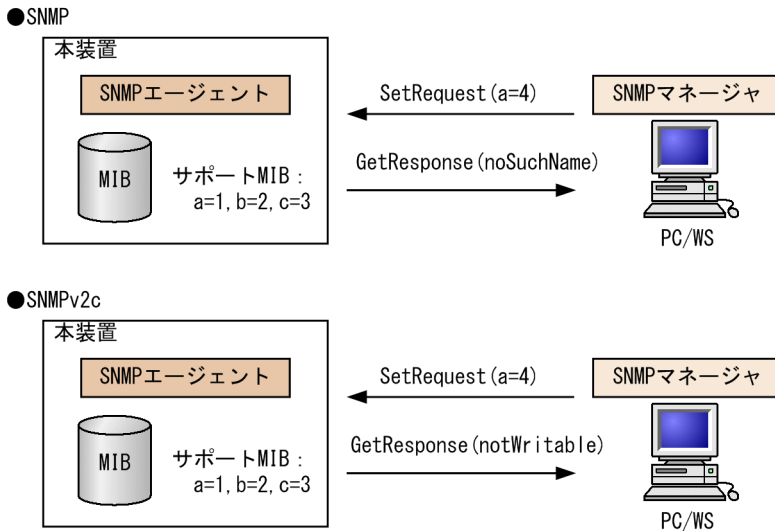 ●SNMP
本装置
SNMPエージェント
SetRequest(a=4)
SNMPマネージャ
GetResponse(noSuchName)
MIB
サポートMIB:
a=1,b=2,c=3
PC/WS
●SNMPv2c
本装置
SNMPエージェント
SetRequest(a=4)
SNMPマネージャ
GetResponse(notWritable)
MIB
サポートMIB:
a=1,b=2,c=3
PC/WS